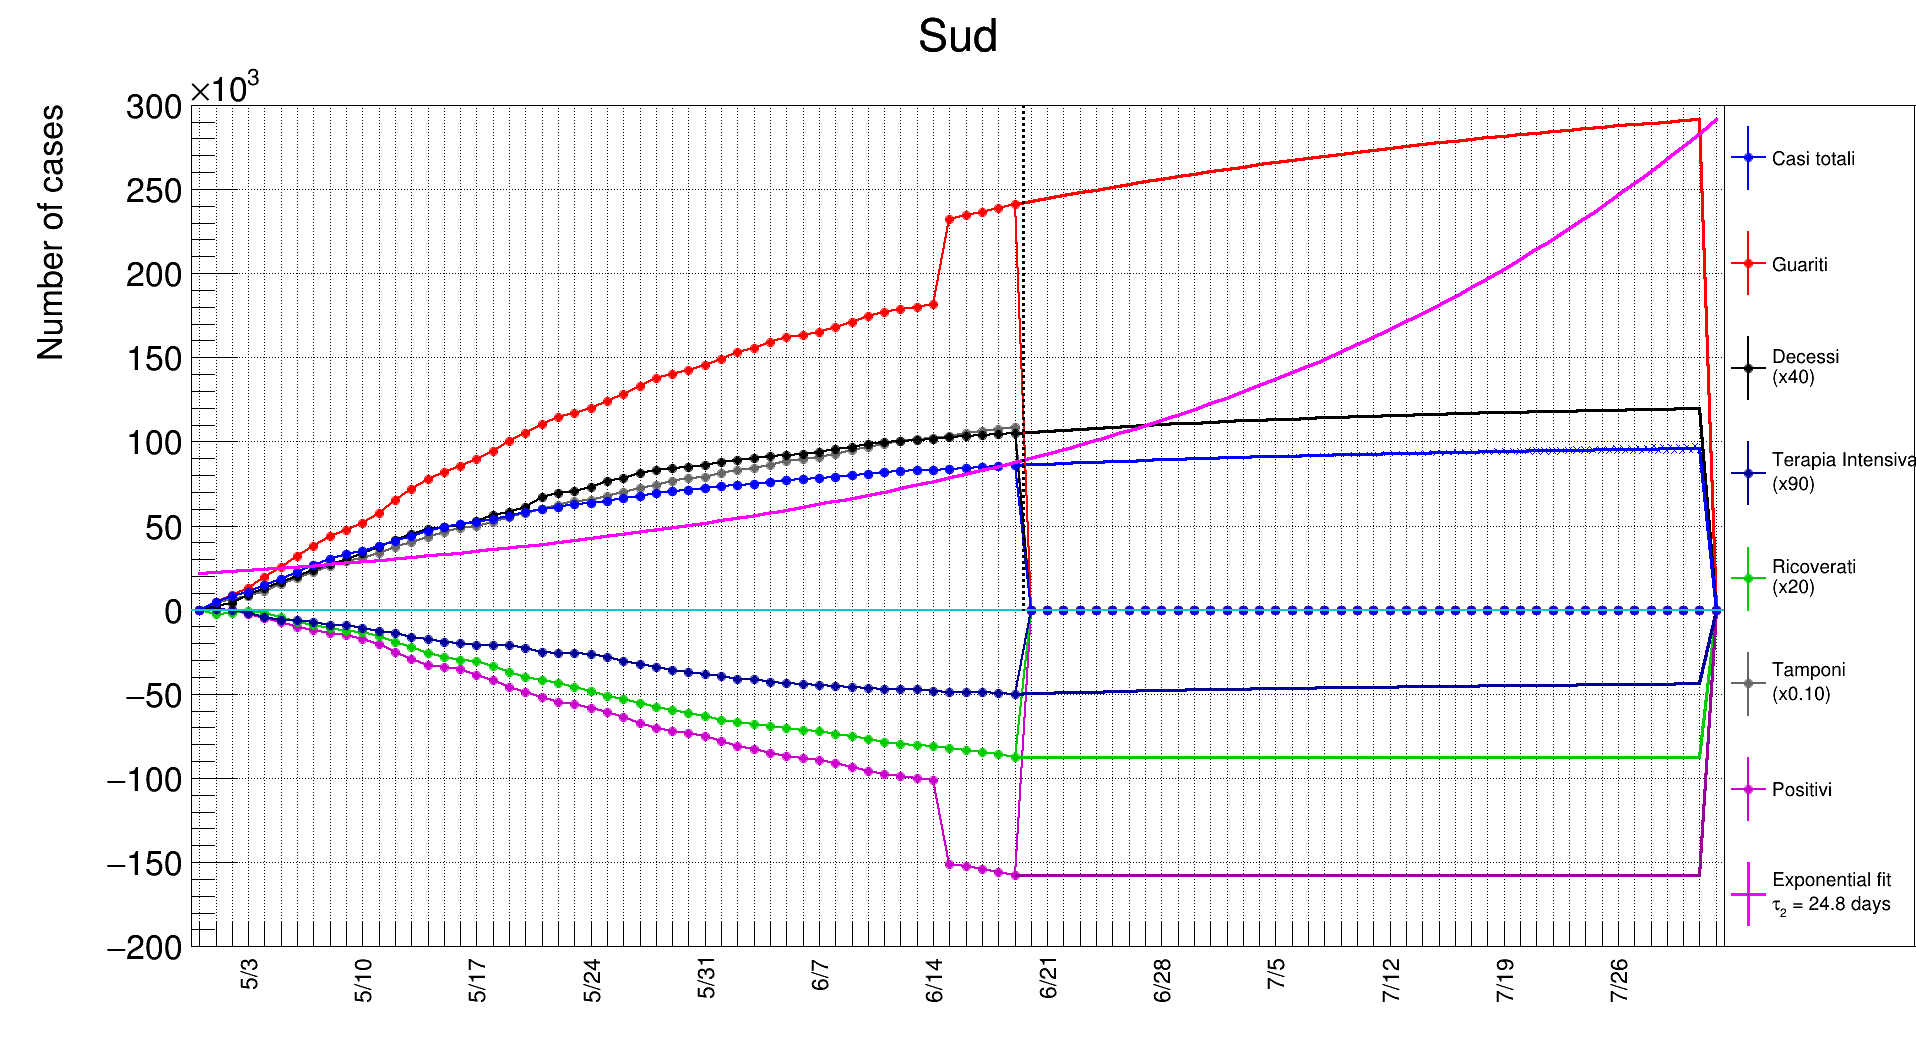 Sud
×10³
Number of cases
300
250
200
150
100
50
0
−50
−100
−150
−200
5/3
5/10
5/17
5/24
5/31
6/7
6/14
6/21
6/28
7/5
7/12
7/19
7/26
Casi totali
Guariti
Decessi
(x40)
Terapia Intensiva
(x90)
Ricoverati
(x20)
Tamponi
(x0.10)
Positivi
Exponential fit
τ₂ = 24.8 days